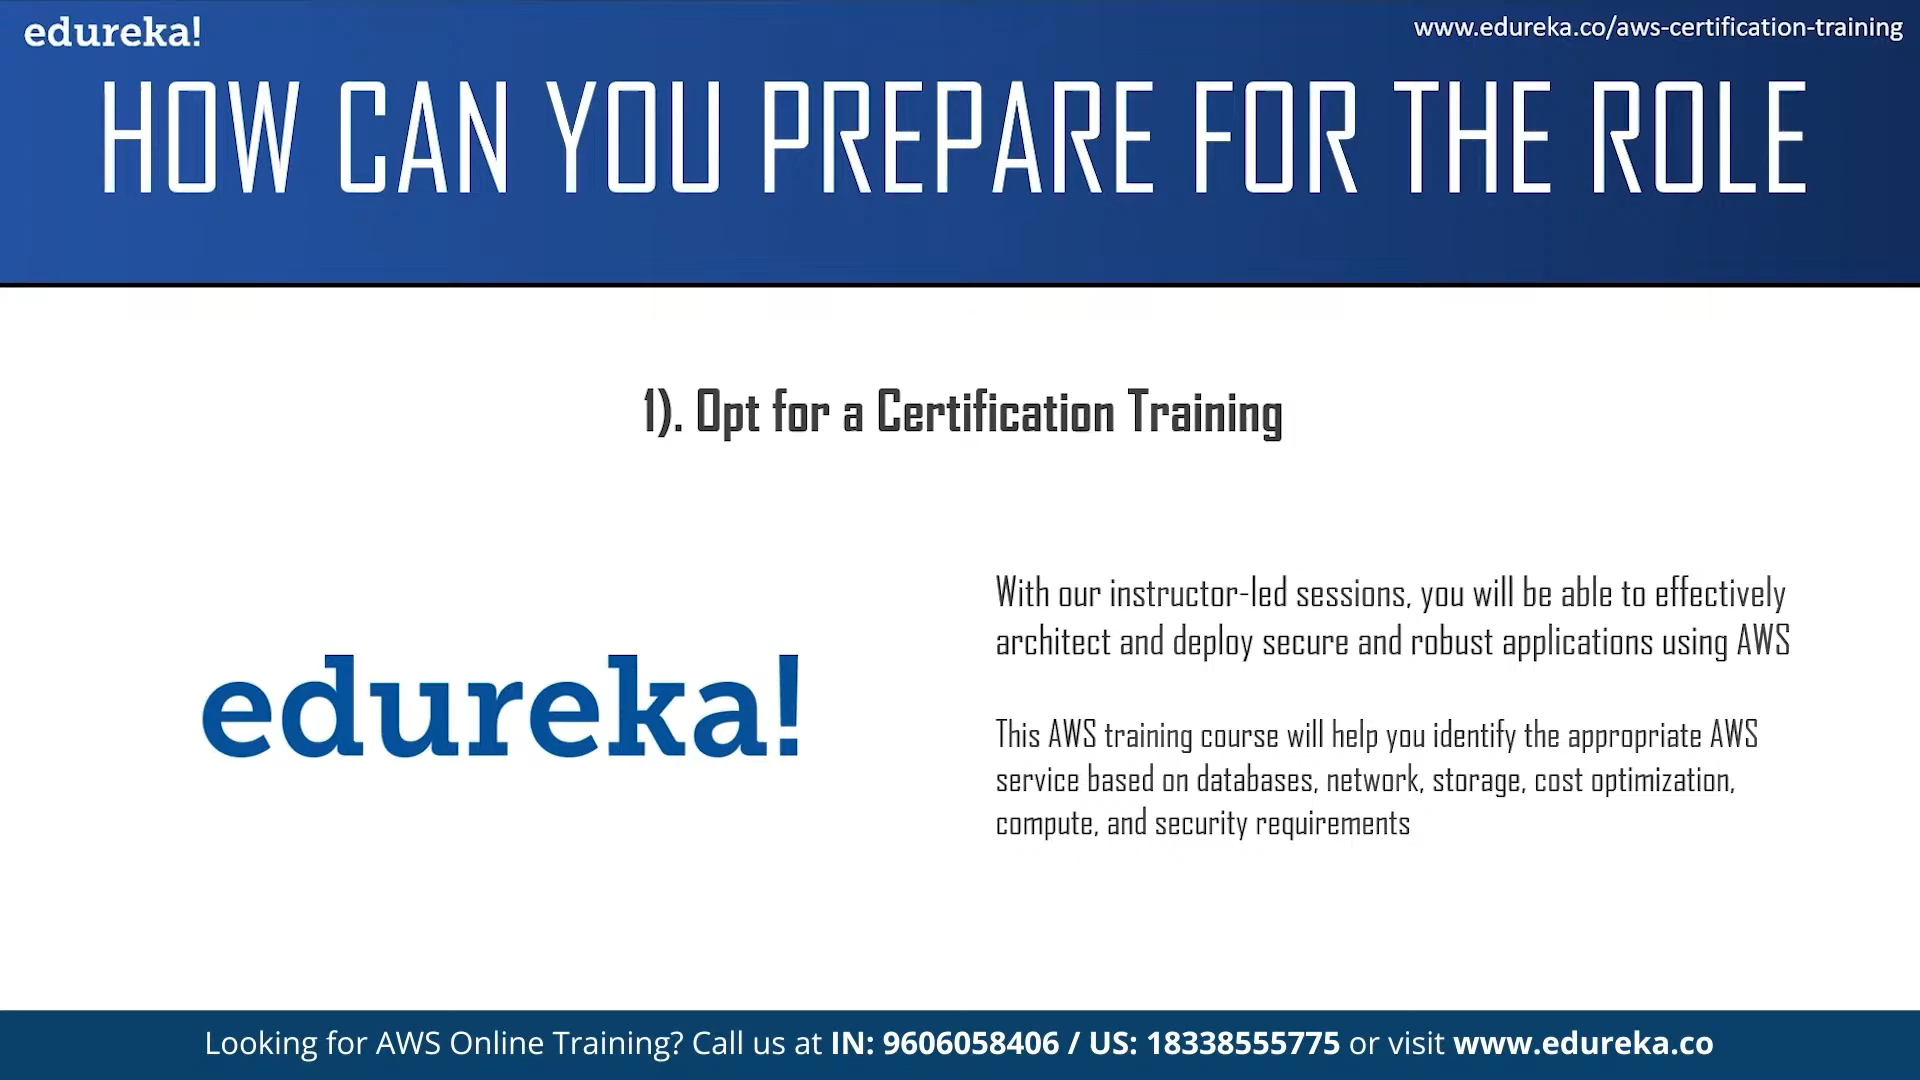 edureka!
www.edureka.co/aws-certification-training
HOW CAN YOU PREPARE FOR THE ROLE
1). Opt for a Certification Training
edureka!
With our instructor-led sessions, you will be able to effectively
architect and deploy secure and robust applications using AWS
This AWS training course will help you identify the appropriate AWS
service based on databases, network, storage, cost optimization,
compute, and security requirements
Looking for AWS Online Training? Call us at IN: 9606058406 / US: 18338555775 or visit www.edureka.co